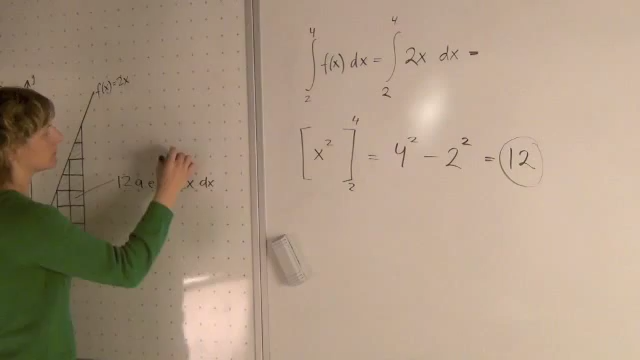 f(x)=2x
12 a e x dx
∫₂⁴ f(x) dx = ∫₂⁴ 2x dx =
[x²]₂⁴ = 4² − 2² = 12